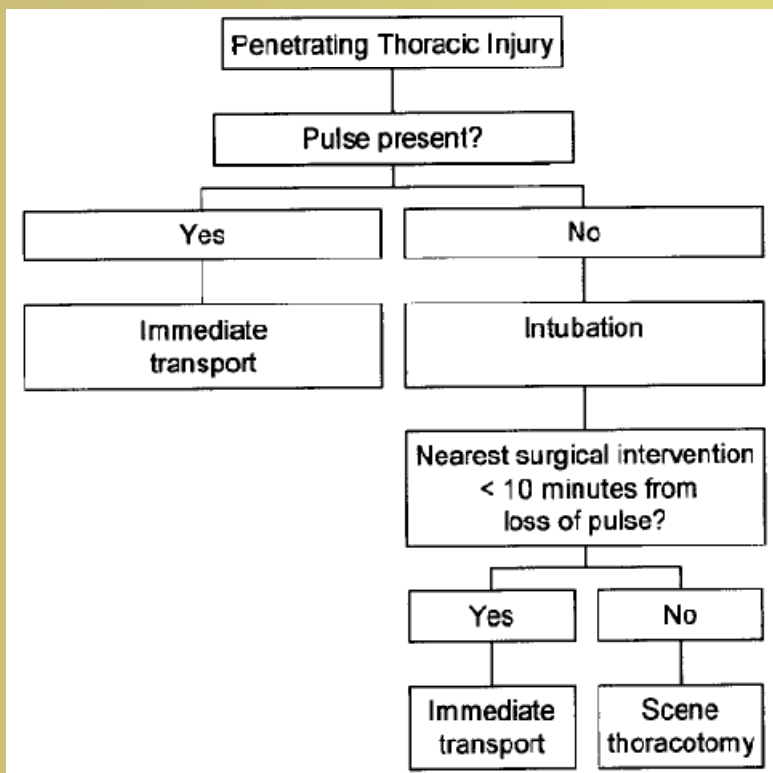 Penetrating Thoracic Injury
Pulse present?
Yes
No
Immediate
transport
Intubation
Nearest surgical intervention
< 10 minutes from
loss of pulse?
Yes
No
Immediate
transport
Scene
thoracotomy